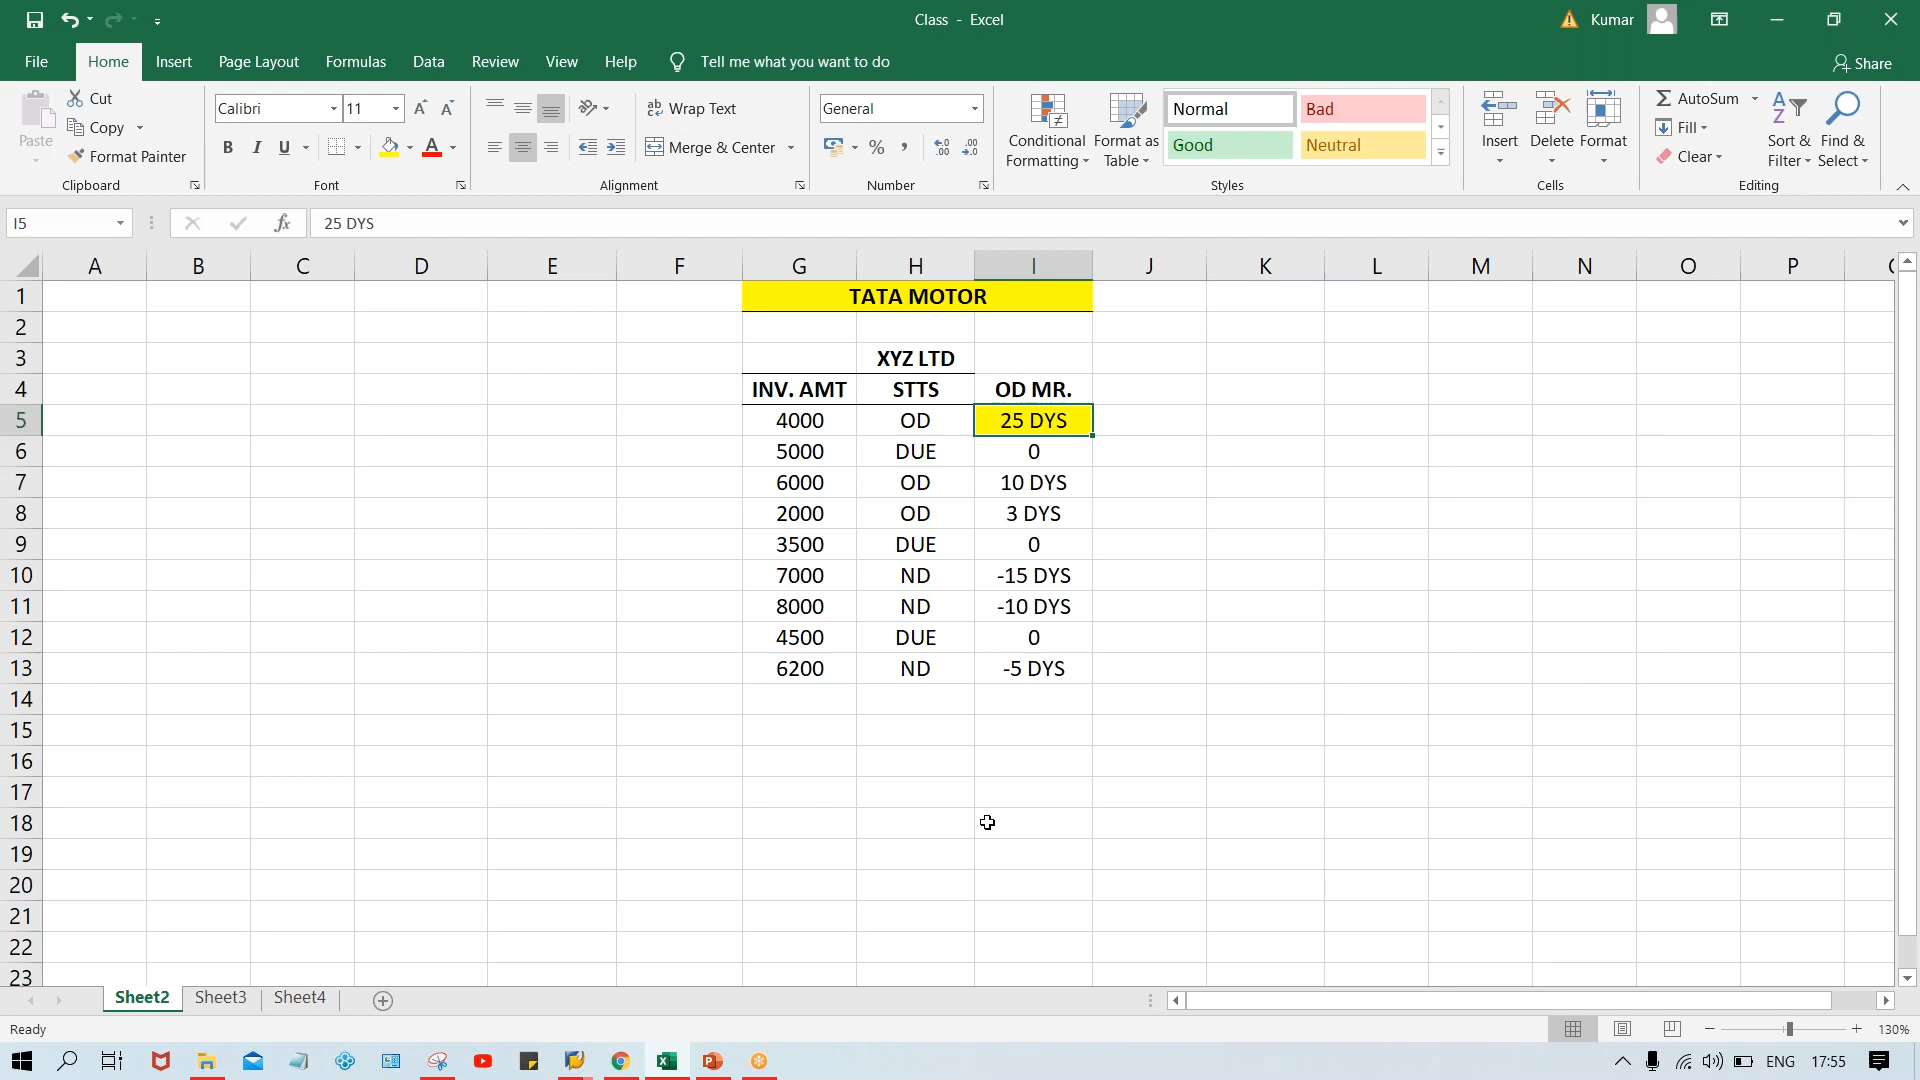 Class - Excel
Kumar
File Home Insert Page Layout Formulas Data Review View Help Tell me what you want to do
Share
Paste
Cut
Copy
Format Painter
Clipboard
Calibri 11
B I U
Font
Wrap Text
Merge & Center
Alignment
General
Number
Conditional Formatting
Format as Table
Normal Bad
Good Neutral
Styles
Insert Delete Format
Cells
AutoSum
Fill
Clear
Sort & Filter
Find & Select
Editing
I5 fx 25 DYS
A B C D E F G H I J K L M N O P
1 TATA MOTOR
2
3 XYZ LTD
4 INV. AMT STTS OD MR.
5 4000 OD 25 DYS
6 5000 DUE 0
7 6000 OD 10 DYS
8 2000 OD 3 DYS
9 3500 DUE 0
10 7000 ND -15 DYS
11 8000 ND -10 DYS
12 4500 DUE 0
13 6200 ND -5 DYS
14
15
16
17
18
19
20
21
22
23
Sheet2 Sheet3 Sheet4
Ready
130%
ENG 17:55